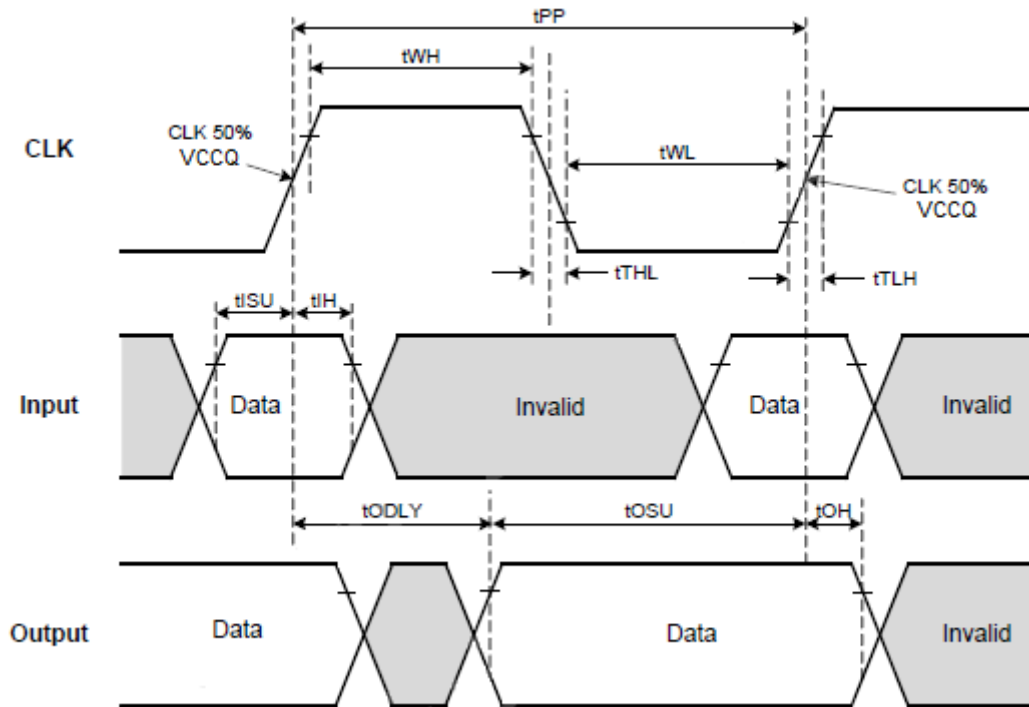 tPP
tWH
CLK
CLK 50%
VCCQ
tWL
CLK 50%
VCCQ
tTHL
tTLH
tISU
tIH
Input
Data
Invalid
Data
Invalid
tODLY
tOSU
tOH
Output
Data
Data
Invalid